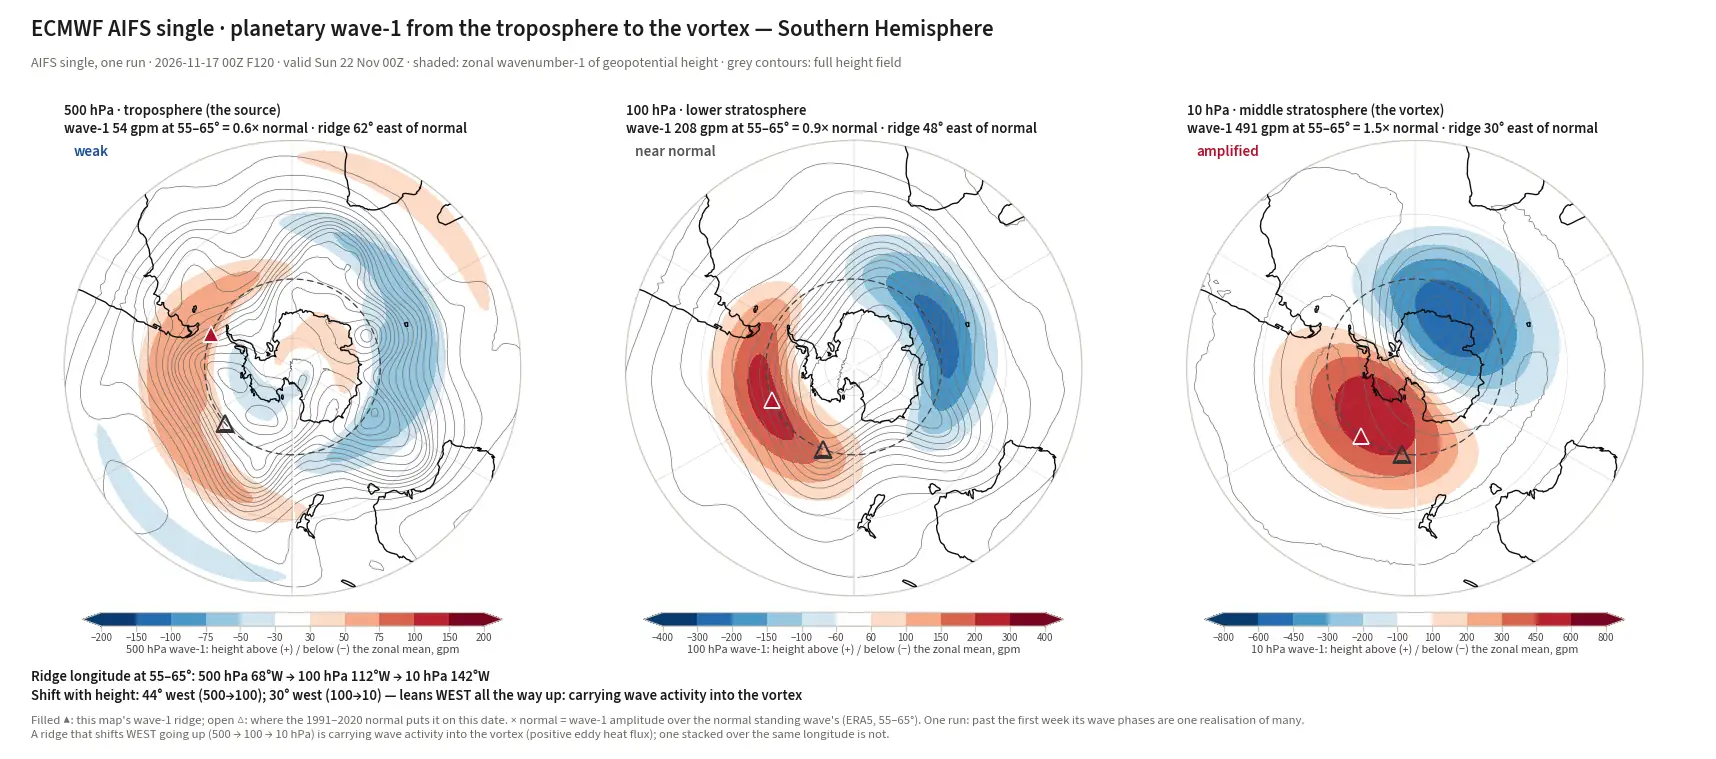 ECMWF AIFS single · planetary wave-1 from the troposphere to the vortex — Southern Hemisphere
AIFS single, one run · 2026-11-17 00Z F120 · valid Sun 22 Nov 00Z · shaded: zonal wavenumber-1 of geopotential height · grey contours: full height field
500 hPa · troposphere (the source)
wave-1 54 gpm at 55–65° = 0.6× normal · ridge 62° east of normal
weak
100 hPa · lower stratosphere
wave-1 208 gpm at 55–65° = 0.9× normal · ridge 48° east of normal
near normal
10 hPa · middle stratosphere (the vortex)
wave-1 491 gpm at 55–65° = 1.5× normal · ridge 30° east of normal
amplified
−200 −150 −100 −75 −50 −30 30 50 75 100 150 200
500 hPa wave-1: height above (+) / below (−) the zonal mean, gpm
−400 −300 −200 −150 −100 −60 60 100 150 200 300 400
100 hPa wave-1: height above (+) / below (−) the zonal mean, gpm
−800 −600 −450 −300 −200 −100 100 200 300 450 600 800
10 hPa wave-1: height above (+) / below (−) the zonal mean, gpm
Ridge longitude at 55–65°: 500 hPa 68°W → 100 hPa 112°W → 10 hPa 142°W
Shift with height: 44° west (500→100); 30° west (100→10) — leans WEST all the way up: carrying wave activity into the vortex
Filled ▲: this map's wave-1 ridge; open △: where the 1991–2020 normal puts it on this date. × normal = wave-1 amplitude over the normal standing wave's (ERA5, 55–65°). One run: past the first week its wave phases are one realisation of many.
A ridge that shifts WEST going up (500 → 100 → 10 hPa) is carrying wave activity into the vortex (positive eddy heat flux); one stacked over the same longitude is not.